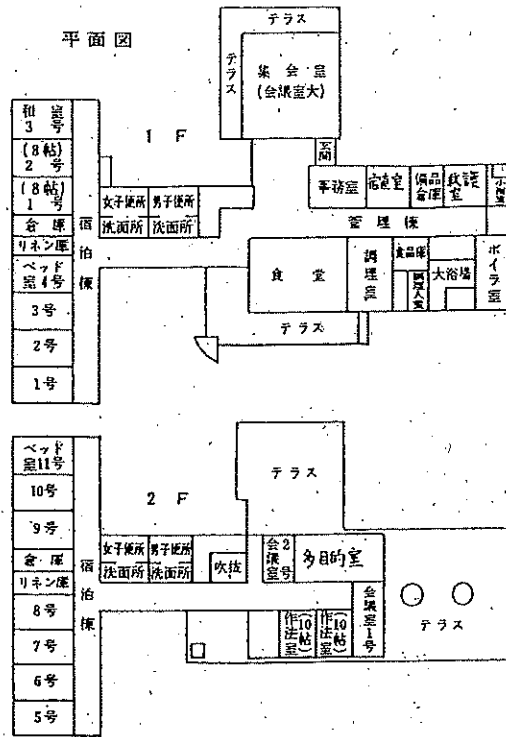 平面図
テラス
テラス
集会室
(会議室大)
玄関
1F
和室
3号
(8帖)
2号
(8帖)
1号
倉庫
リネン庫
ベッド
室4号
3号
2号
1号
宿泊棟
女子便所
男子便所
洗面所
洗面所
事務室
宿直室
備品
倉庫
管理棟
食堂
調理室
食品庫
調理人室
大浴場
ボイラ室
テラス
2F
ベッド
室11号
10号
9号
倉庫
リネン庫
8号
7号
6号
5号
宿泊棟
女子便所
男子便所
洗面所
洗面所
吹抜
テラス
会議室
2号
多目的室
会議室1号
作法室
(10帖)
作法室
(10帖)
テラス